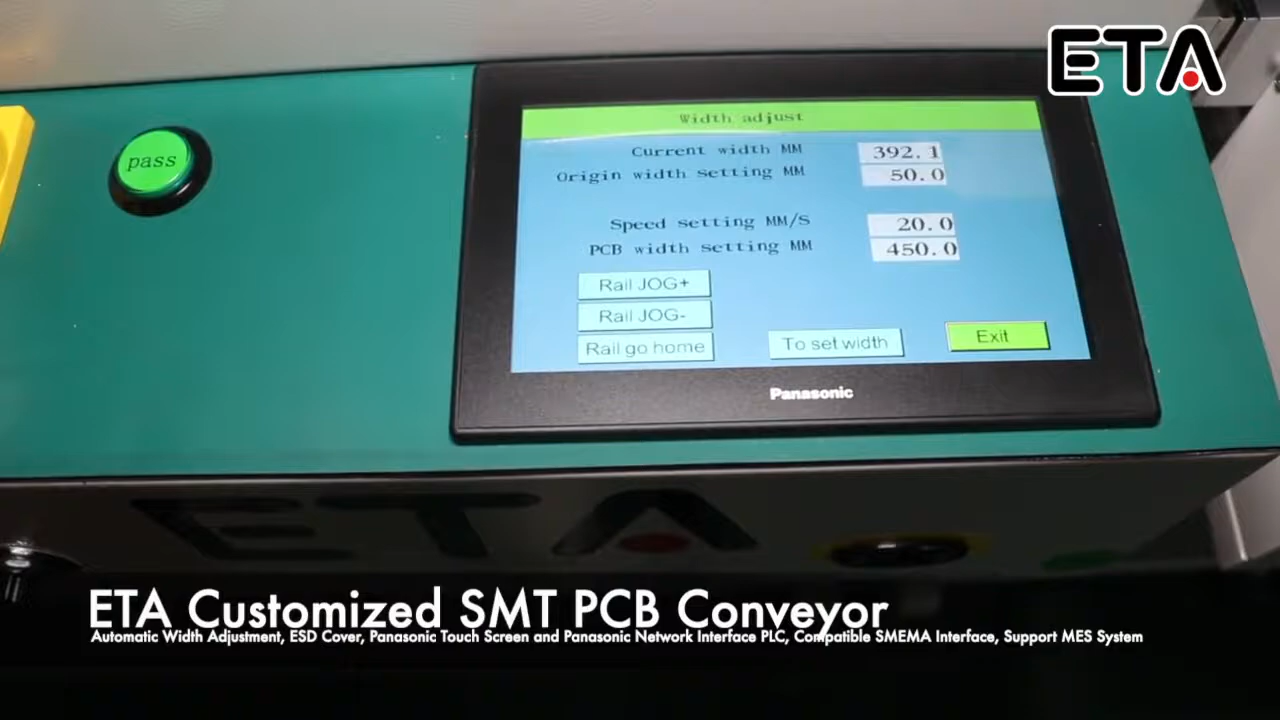 ETA
pass
Width adjust
Current width MM 392.1
Origin width setting MM 50.0
Speed setting MM/S 20.0
PCB width setting MM 450.0
Rail JOG+
Rail JOG-
Rail go home
To set width
Exit
Panasonic
ETA
ETA Customized SMT PCB Conveyor
Automatic Width Adjustment, ESD Cover, Panasonic Touch Screen and Panasonic Network Interface PLC, Compatible SMEMA Interface, Support MES System